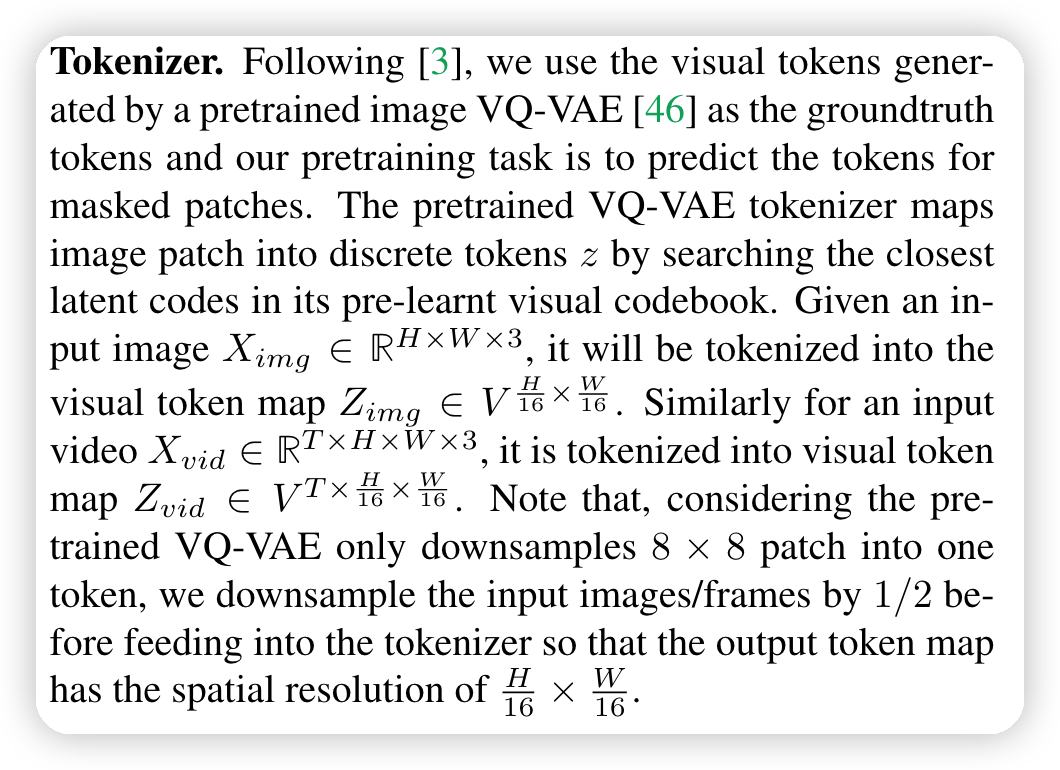 Tokenizer. Following [3], we use the visual tokens gener-
ated by a pretrained image VQ-VAE [46] as the groundtruth
tokens and our pretraining task is to predict the tokens for
masked patches. The pretrained VQ-VAE tokenizer maps
image patch into discrete tokens z by searching the closest
latent codes in its pre-learnt visual codebook. Given an in-
put image $X_{img} \in \mathbb{R}^{H \times W \times 3}$, it will be tokenized into the
visual token map $Z_{img} \in V^{\frac{H}{16} \times \frac{W}{16}}$. Similarly for an input
video $X_{vid} \in \mathbb{R}^{T \times H \times W \times 3}$, it is tokenized into visual token
map $Z_{vid} \in V^{T \times \frac{H}{16} \times \frac{W}{16}}$. Note that, considering the pre-
trained VQ-VAE only downsamples $8 \times 8$ patch into one
token, we downsample the input images/frames by $1/2$ be-
fore feeding into the tokenizer so that the output token map
has the spatial resolution of $\frac{H}{16} \times \frac{W}{16}$.